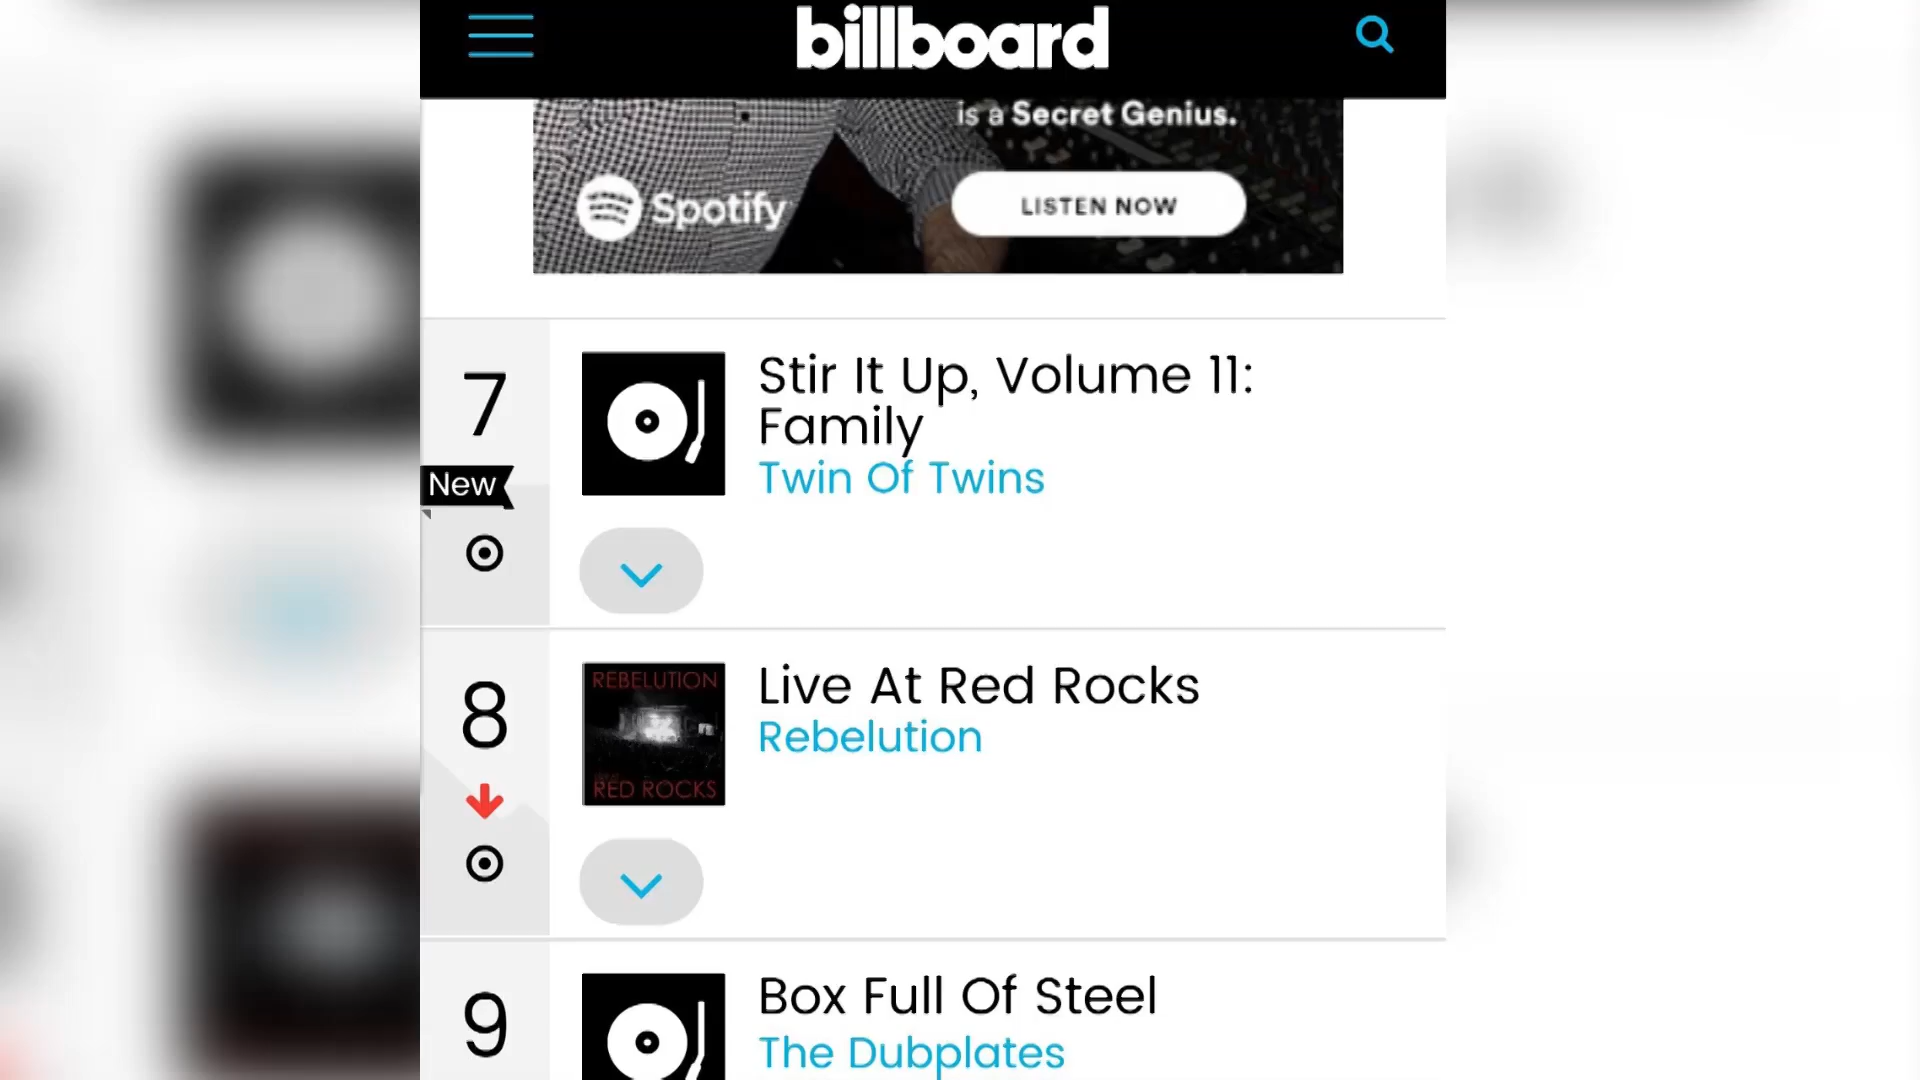 billboard
is a Secret Genius.
Spotify
LISTEN NOW
7
Stir It Up, Volume 11:
Family
Twin Of Twins
New
8
REBELUTION
RED ROCKS
Live At Red Rocks
Rebelution
9
Box Full Of Steel
The Dubplates